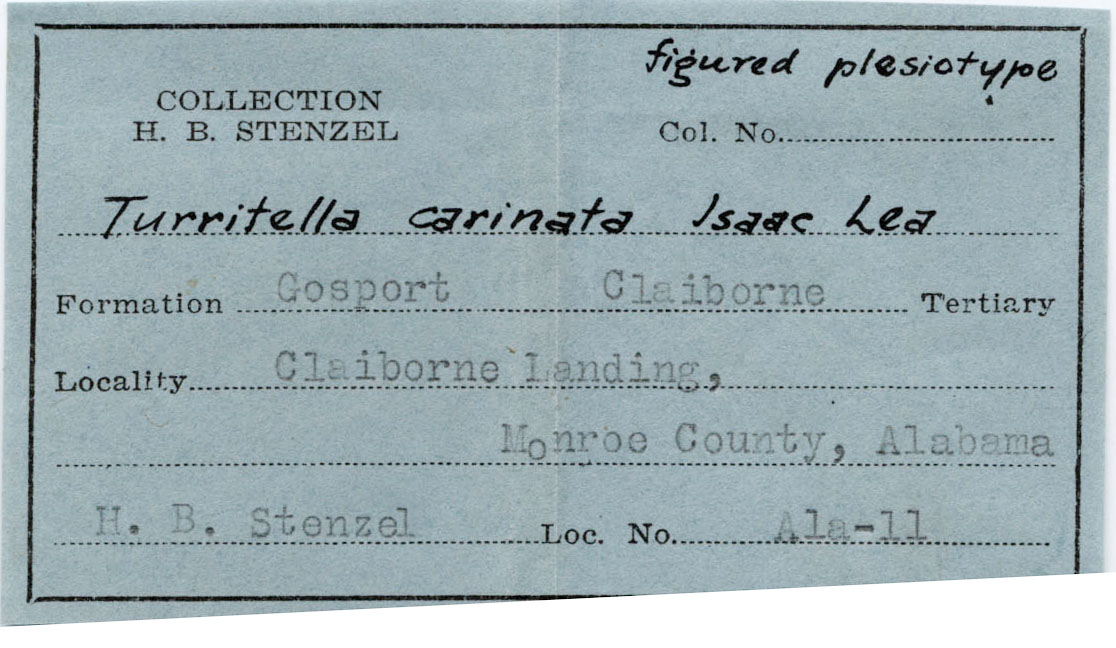 figured plesiotype
COLLECTION
H. B. STENZEL
Col. No.
Turritella carinata Isaac Lea
Formation Gosport Claiborne Tertiary
Locality Claiborne Landing,
Monroe County, Alabama
H. B. Stenzel Loc. No. Ala-11